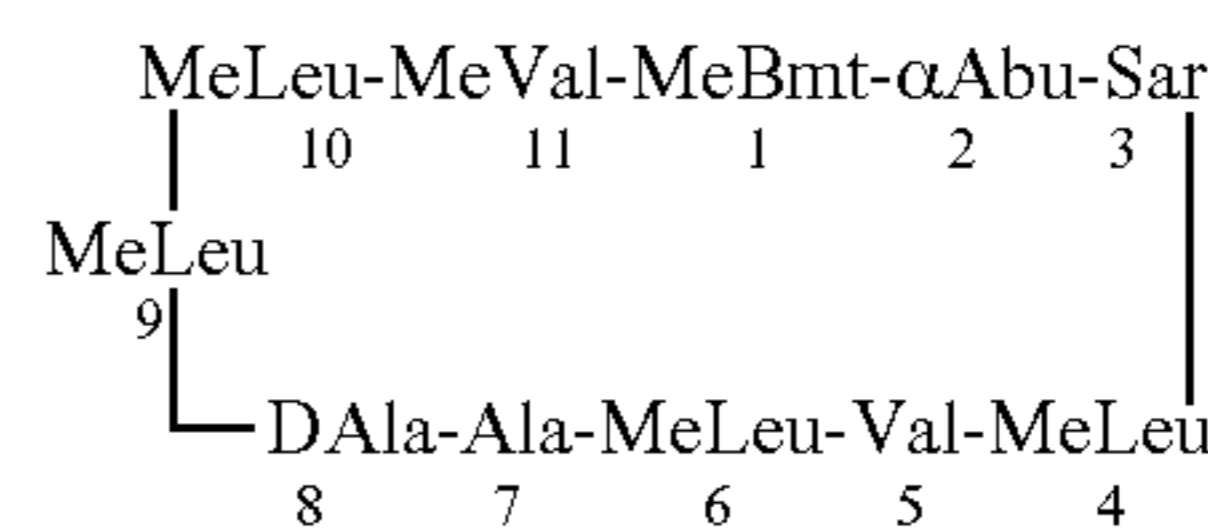 MeLeu-MeVal-MeBmt-αAbu-Sar
10 11 1 2 3
MeLeu
9
DAla-Ala-MeLeu-Val-MeLeu
8 7 6 5 4